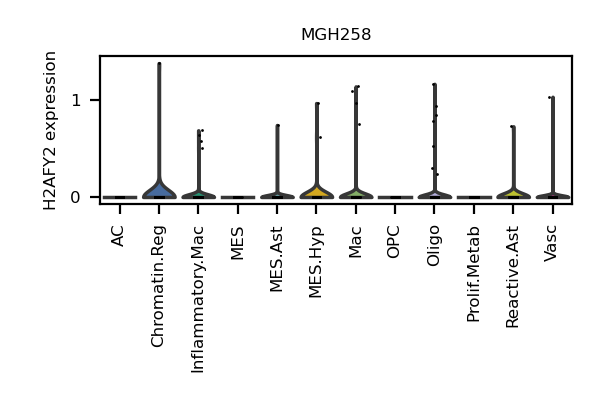 MGH258
H2AFY2 expression
1
0
AC
Chromatin.Reg
Inflammatory.Mac
MES
MES.Ast
MES.Hyp
Mac
OPC
Oligo
Prolif.Metab
Reactive.Ast
Vasc